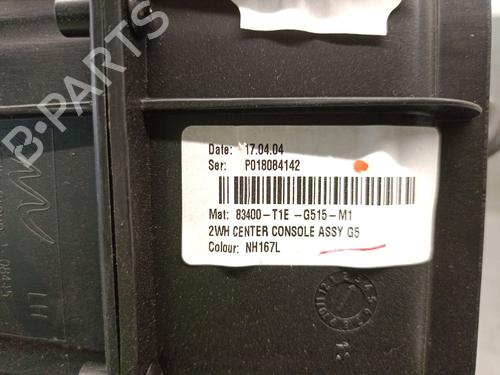 B-PARTS
Date: 17.04.04
Ser: P018084142
Mat: 83400-T1E -G515-M1
2WH CENTER CONSOLE ASSY G5
Colour: NH167L
LH